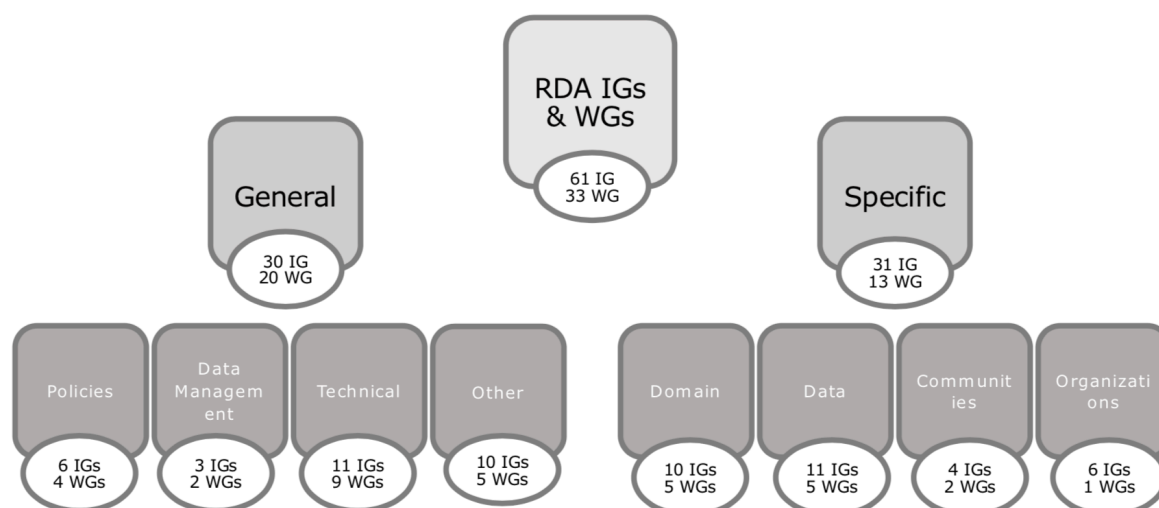 RDA IGs
& WGs
61 IG
33 WG
General
30 IG
20 WG
Specific
31 IG
13 WG
Policies
6 IGs
4 WGs
Data
Managem
ent
3 IGs
2 WGs
Technical
11 IGs
9 WGs
Other
10 IGs
5 WGs
Domain
10 IGs
5 WGs
Data
11 IGs
5 WGs
Communit
ies
4 IGs
2 WGs
Organizati
ons
6 IGs
1 WGs